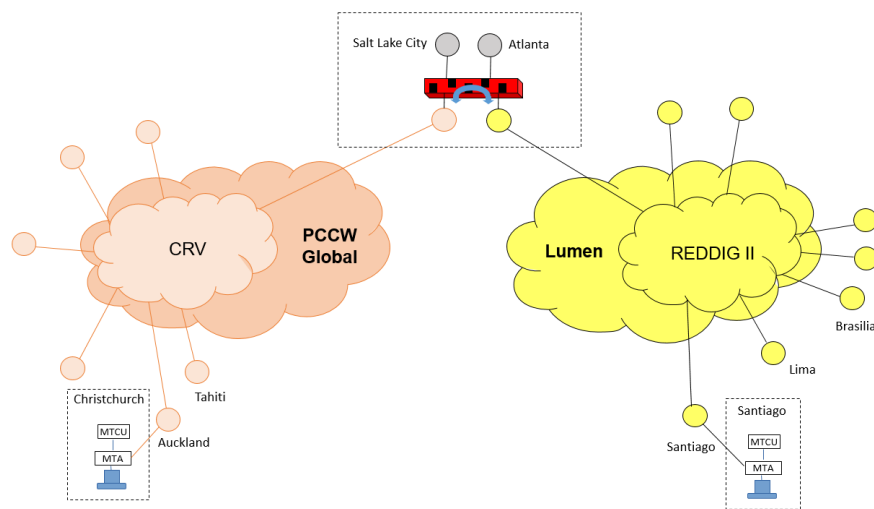 Salt Lake City
Atlanta
CRV
PCCW
Global
Lumen
REDDIG II
Brasilia
Lima
Tahiti
Christchurch
MTCU
MTA
Auckland
Santiago
Santiago
MTCU
MTA